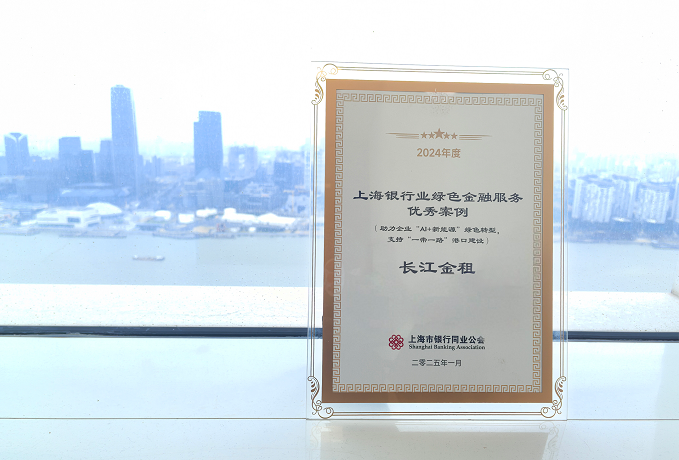 2024年度
上海银行业绿色金融服务
优秀案例
（助力企业“AI+新能源”绿色转型，
支持“一带一路”港口建设）
长江金租
上海市银行同业公会
Shanghai Banking Association
二〇二五年一月